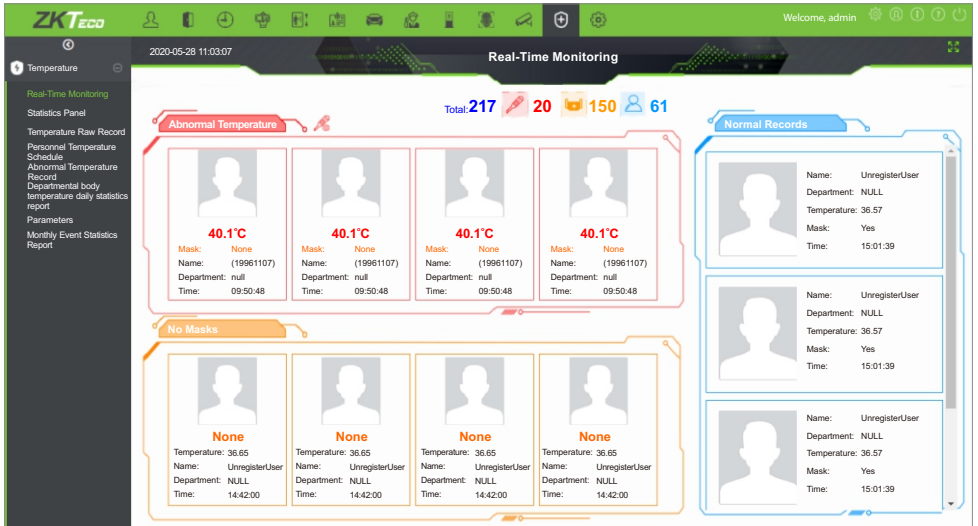 ZKTeco
Welcome, admin
Temperature
Real-Time Monitoring
Statistics Panel
Temperature Raw Record
Personnel Temperature
Schedule
Abnormal Temperature
Record
Departmental body
temperature daily statistics
report
Parameters
Monthly Event Statistics
Report
2020-05-28 11:03:07
Real-Time Monitoring
Total:217 20 150 61
Abnormal Temperature
40.1°C
Mask: None
Name: (19961107)
Department: null
Time: 09:50:48
40.1°C
Mask: None
Name: (19961107)
Department: null
Time: 09:50:48
40.1°C
Mask: None
Name: (19961107)
Department: null
Time: 09:50:48
40.1°C
Mask: None
Name: (19961107)
Department: null
Time: 09:50:48
No Masks
None
Temperature: 36.65
Name: UnregisterUser
Department: NULL
Time: 14:42:00
None
Temperature: 36.65
Name: UnregisterUser
Department: NULL
Time: 14:42:00
None
Temperature: 36.65
Name: UnregisterUser
Department: NULL
Time: 14:42:00
None
Temperature: 36.65
Name: UnregisterUser
Department: NULL
Time: 14:42:00
Normal Records
Name: UnregisterUser
Department: NULL
Temperature: 36.57
Mask: Yes
Time: 15:01:39
Name: UnregisterUser
Department: NULL
Temperature: 36.57
Mask: Yes
Time: 15:01:39
Name: UnregisterUser
Department: NULL
Temperature: 36.57
Mask: Yes
Time: 15:01:39